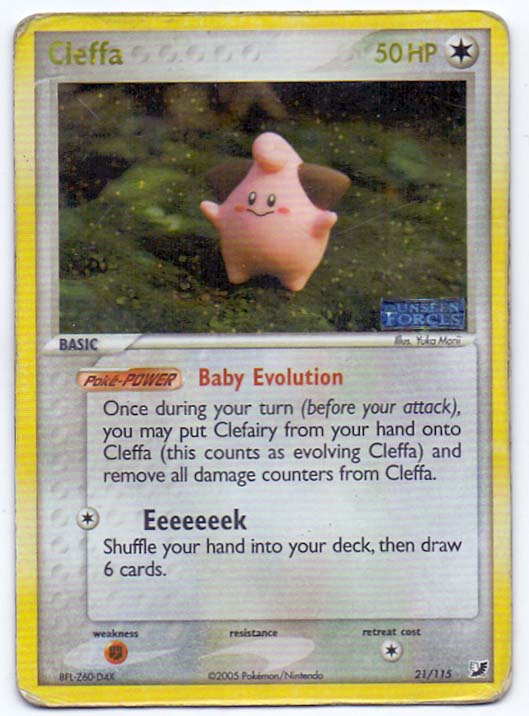 Cleffa 50 HP
UNSEEN
FORCES
BASIC
Illus. Yuka Morii
Poké-POWER Baby Evolution
Once during your turn (before your attack),
you may put Clefairy from your hand onto
Cleffa (this counts as evolving Cleffa) and
remove all damage counters from Cleffa.
Eeeeeeek
Shuffle your hand into your deck, then draw
6 cards.
weakness resistance retreat cost
BFL-Z60-D4X ©2005 Pokémon/Nintendo 21/115